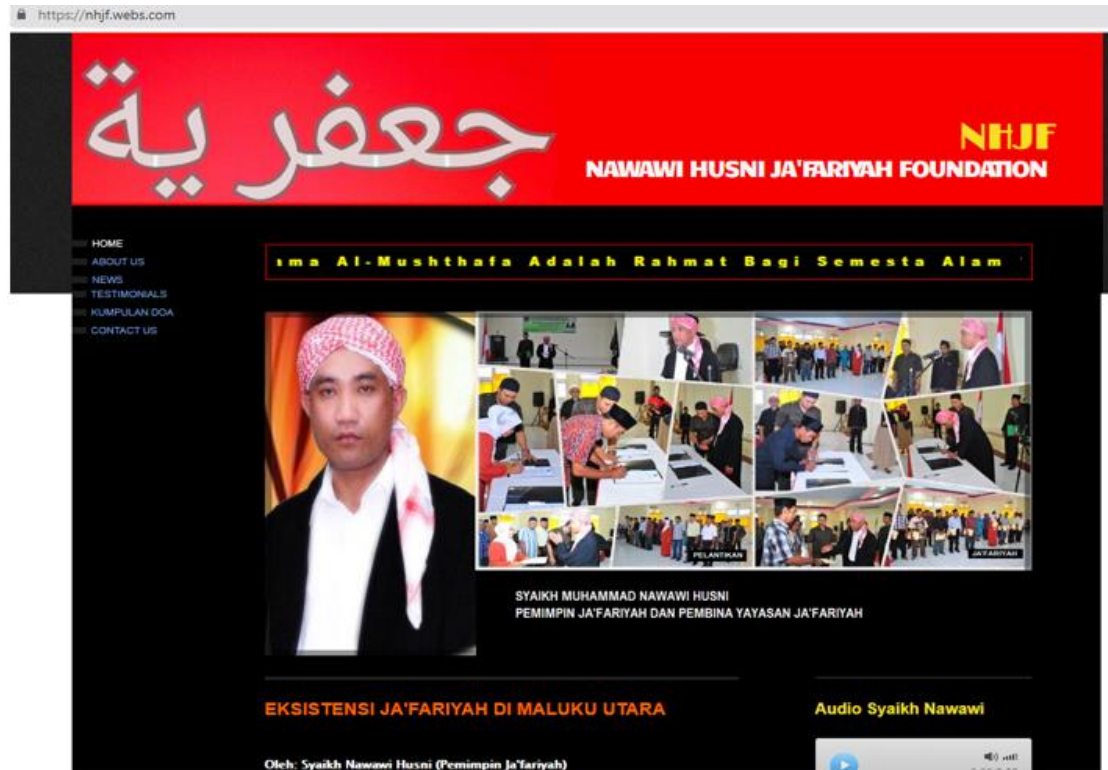 https://nhjf.webs.com
جعفرية
NHJF
NAWAWI HUSNI JA'FARIYAH FOUNDATION
HOME
ABOUT US
NEWS
TESTIMONIALS
KUMPULAN DOA
CONTACT US
Al-Mushthafa Adalah Rahmat Bagi Semesta Alam
PELANTIKAN
JA'FARIYAH
SYAIKH MUHAMMAD NAWAWI HUSNI
PEMIMPIN JA'FARIYAH DAN PEMBINA YAYASAN JA'FARIYAH
EKSISTENSI JA'FARIYAH DI MALUKU UTARA
Oleh: Syaikh Nawawi Husni (Pemimpin Ja'fariyah)
Audio Syaikh Nawawi